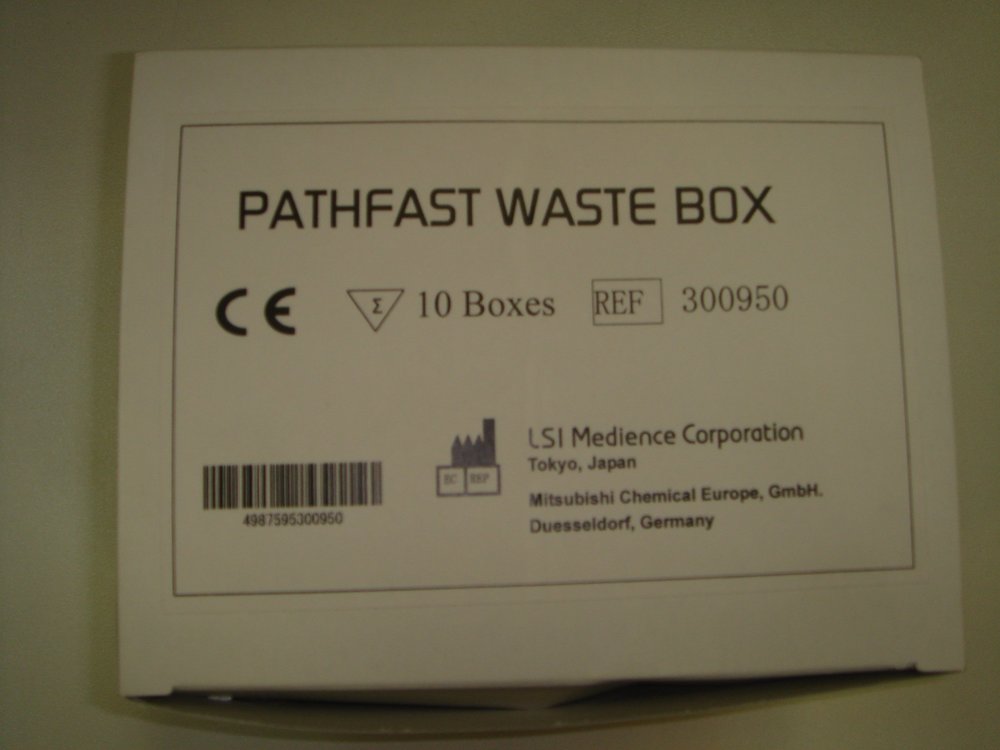 PATHFAST WASTE BOX
CE Σ 10 Boxes REF 300950
LSI Medience Corporation
Tokyo, Japan
EC REP
Mitsubishi Chemical Europe, GmbH.
Duesseldorf, Germany
4987595300950